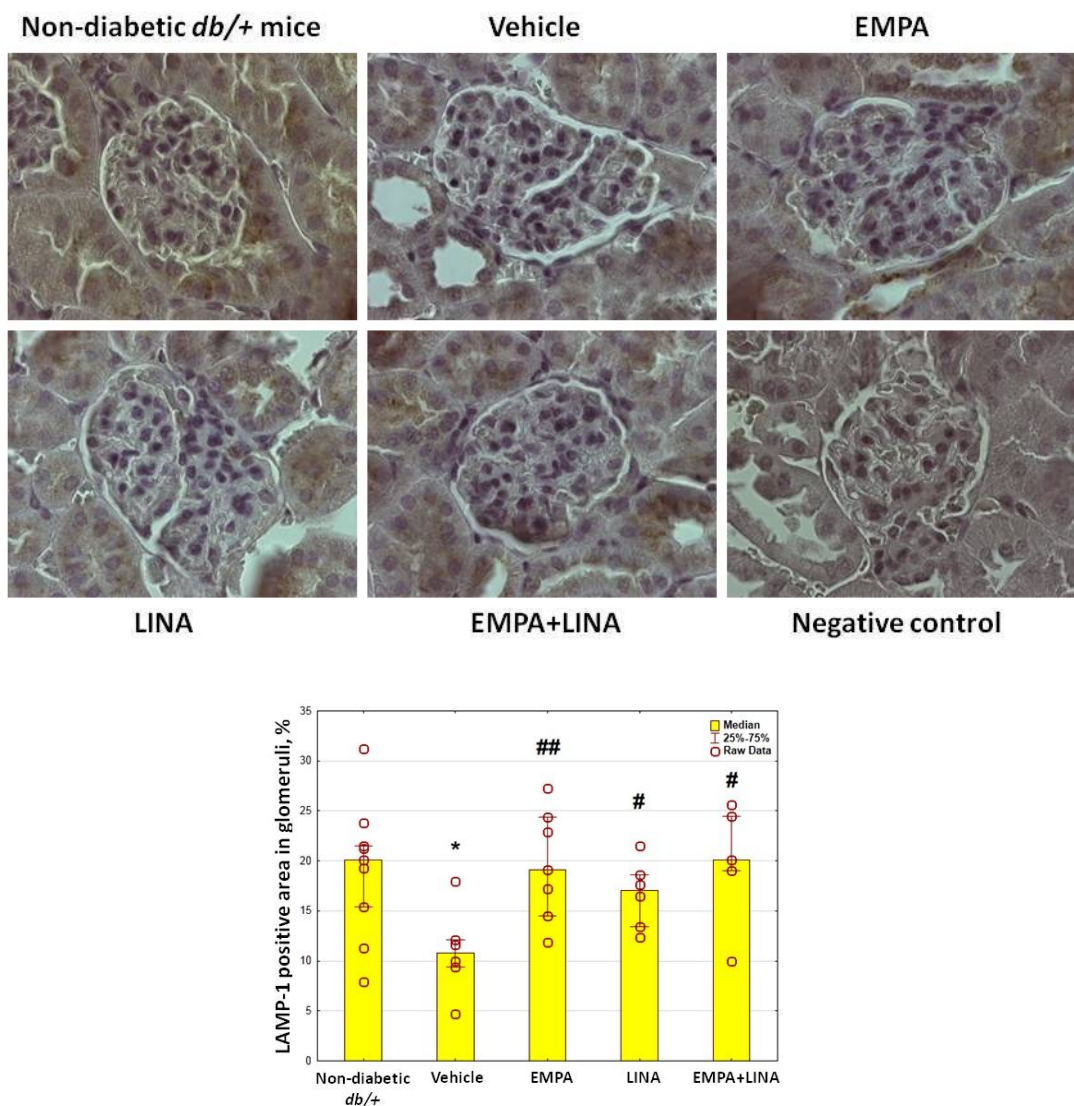 Non-diabetic db/+ mice
Vehicle
EMPA
LINA
EMPA+LINA
Negative control
LAMP-1 positive area in glomeruli, %
35
30
25
20
15
10
5
0
Median
25%-75%
Raw Data
*
##
#
#
Non-diabetic
db/+
Vehicle
EMPA
LINA
EMPA+LINA